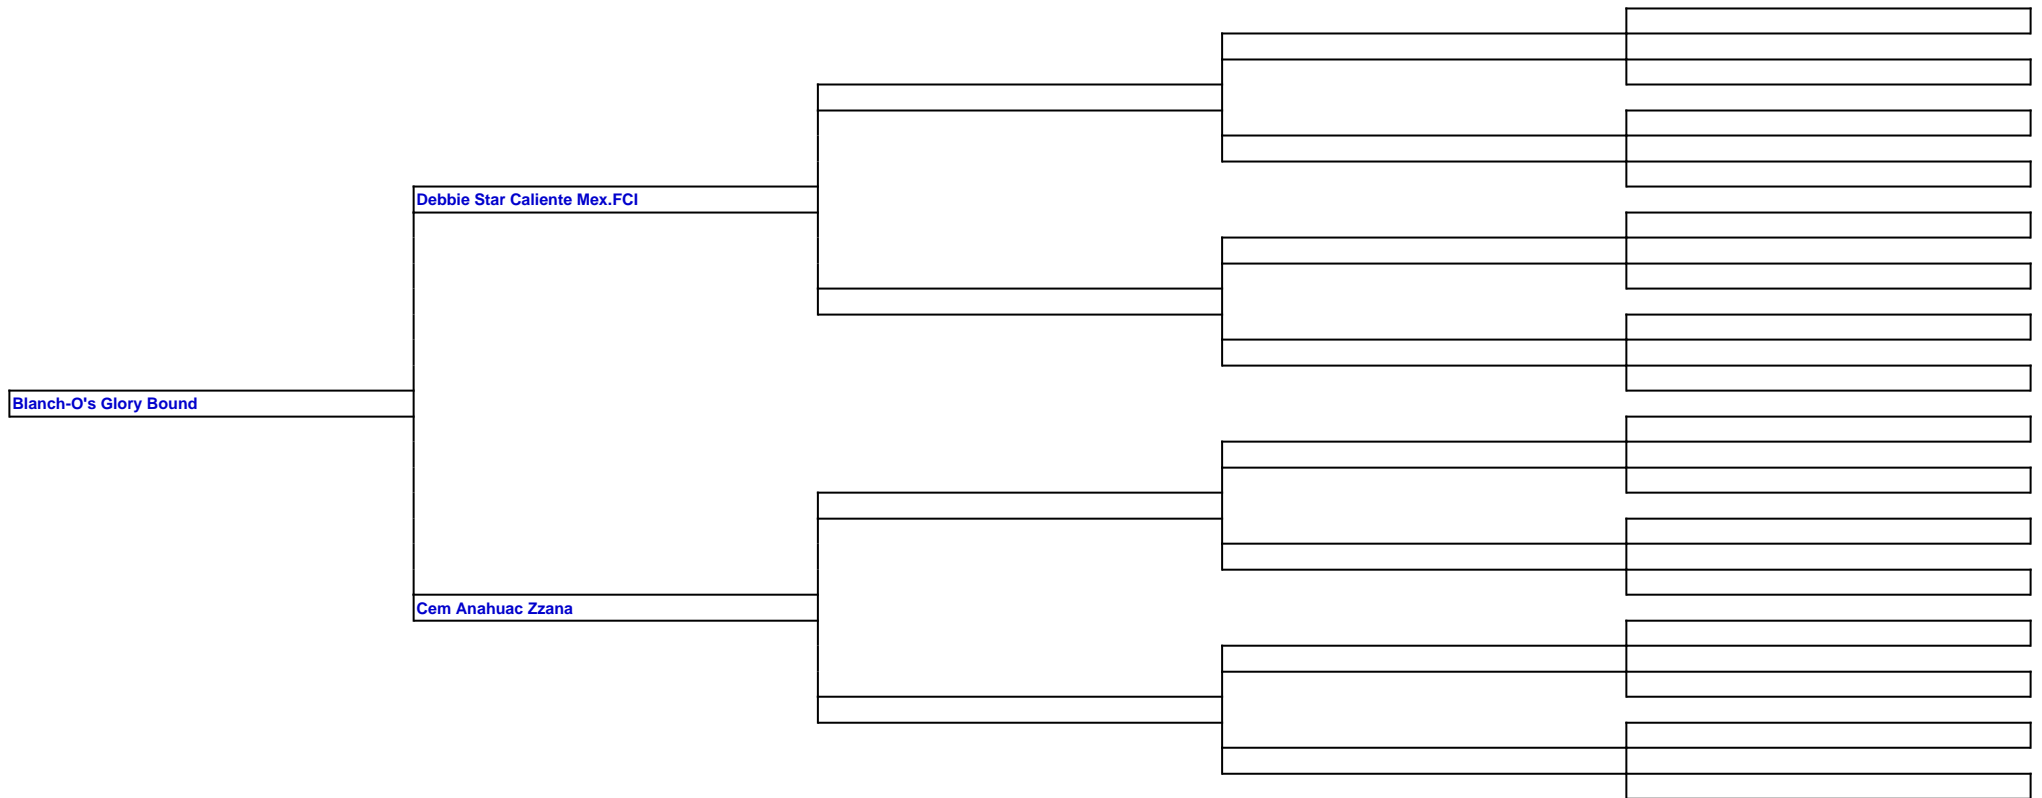 Debbie Star Caliente Mex.FCI
Blanch-O's Glory Bound
Cem Anahuac Zzana